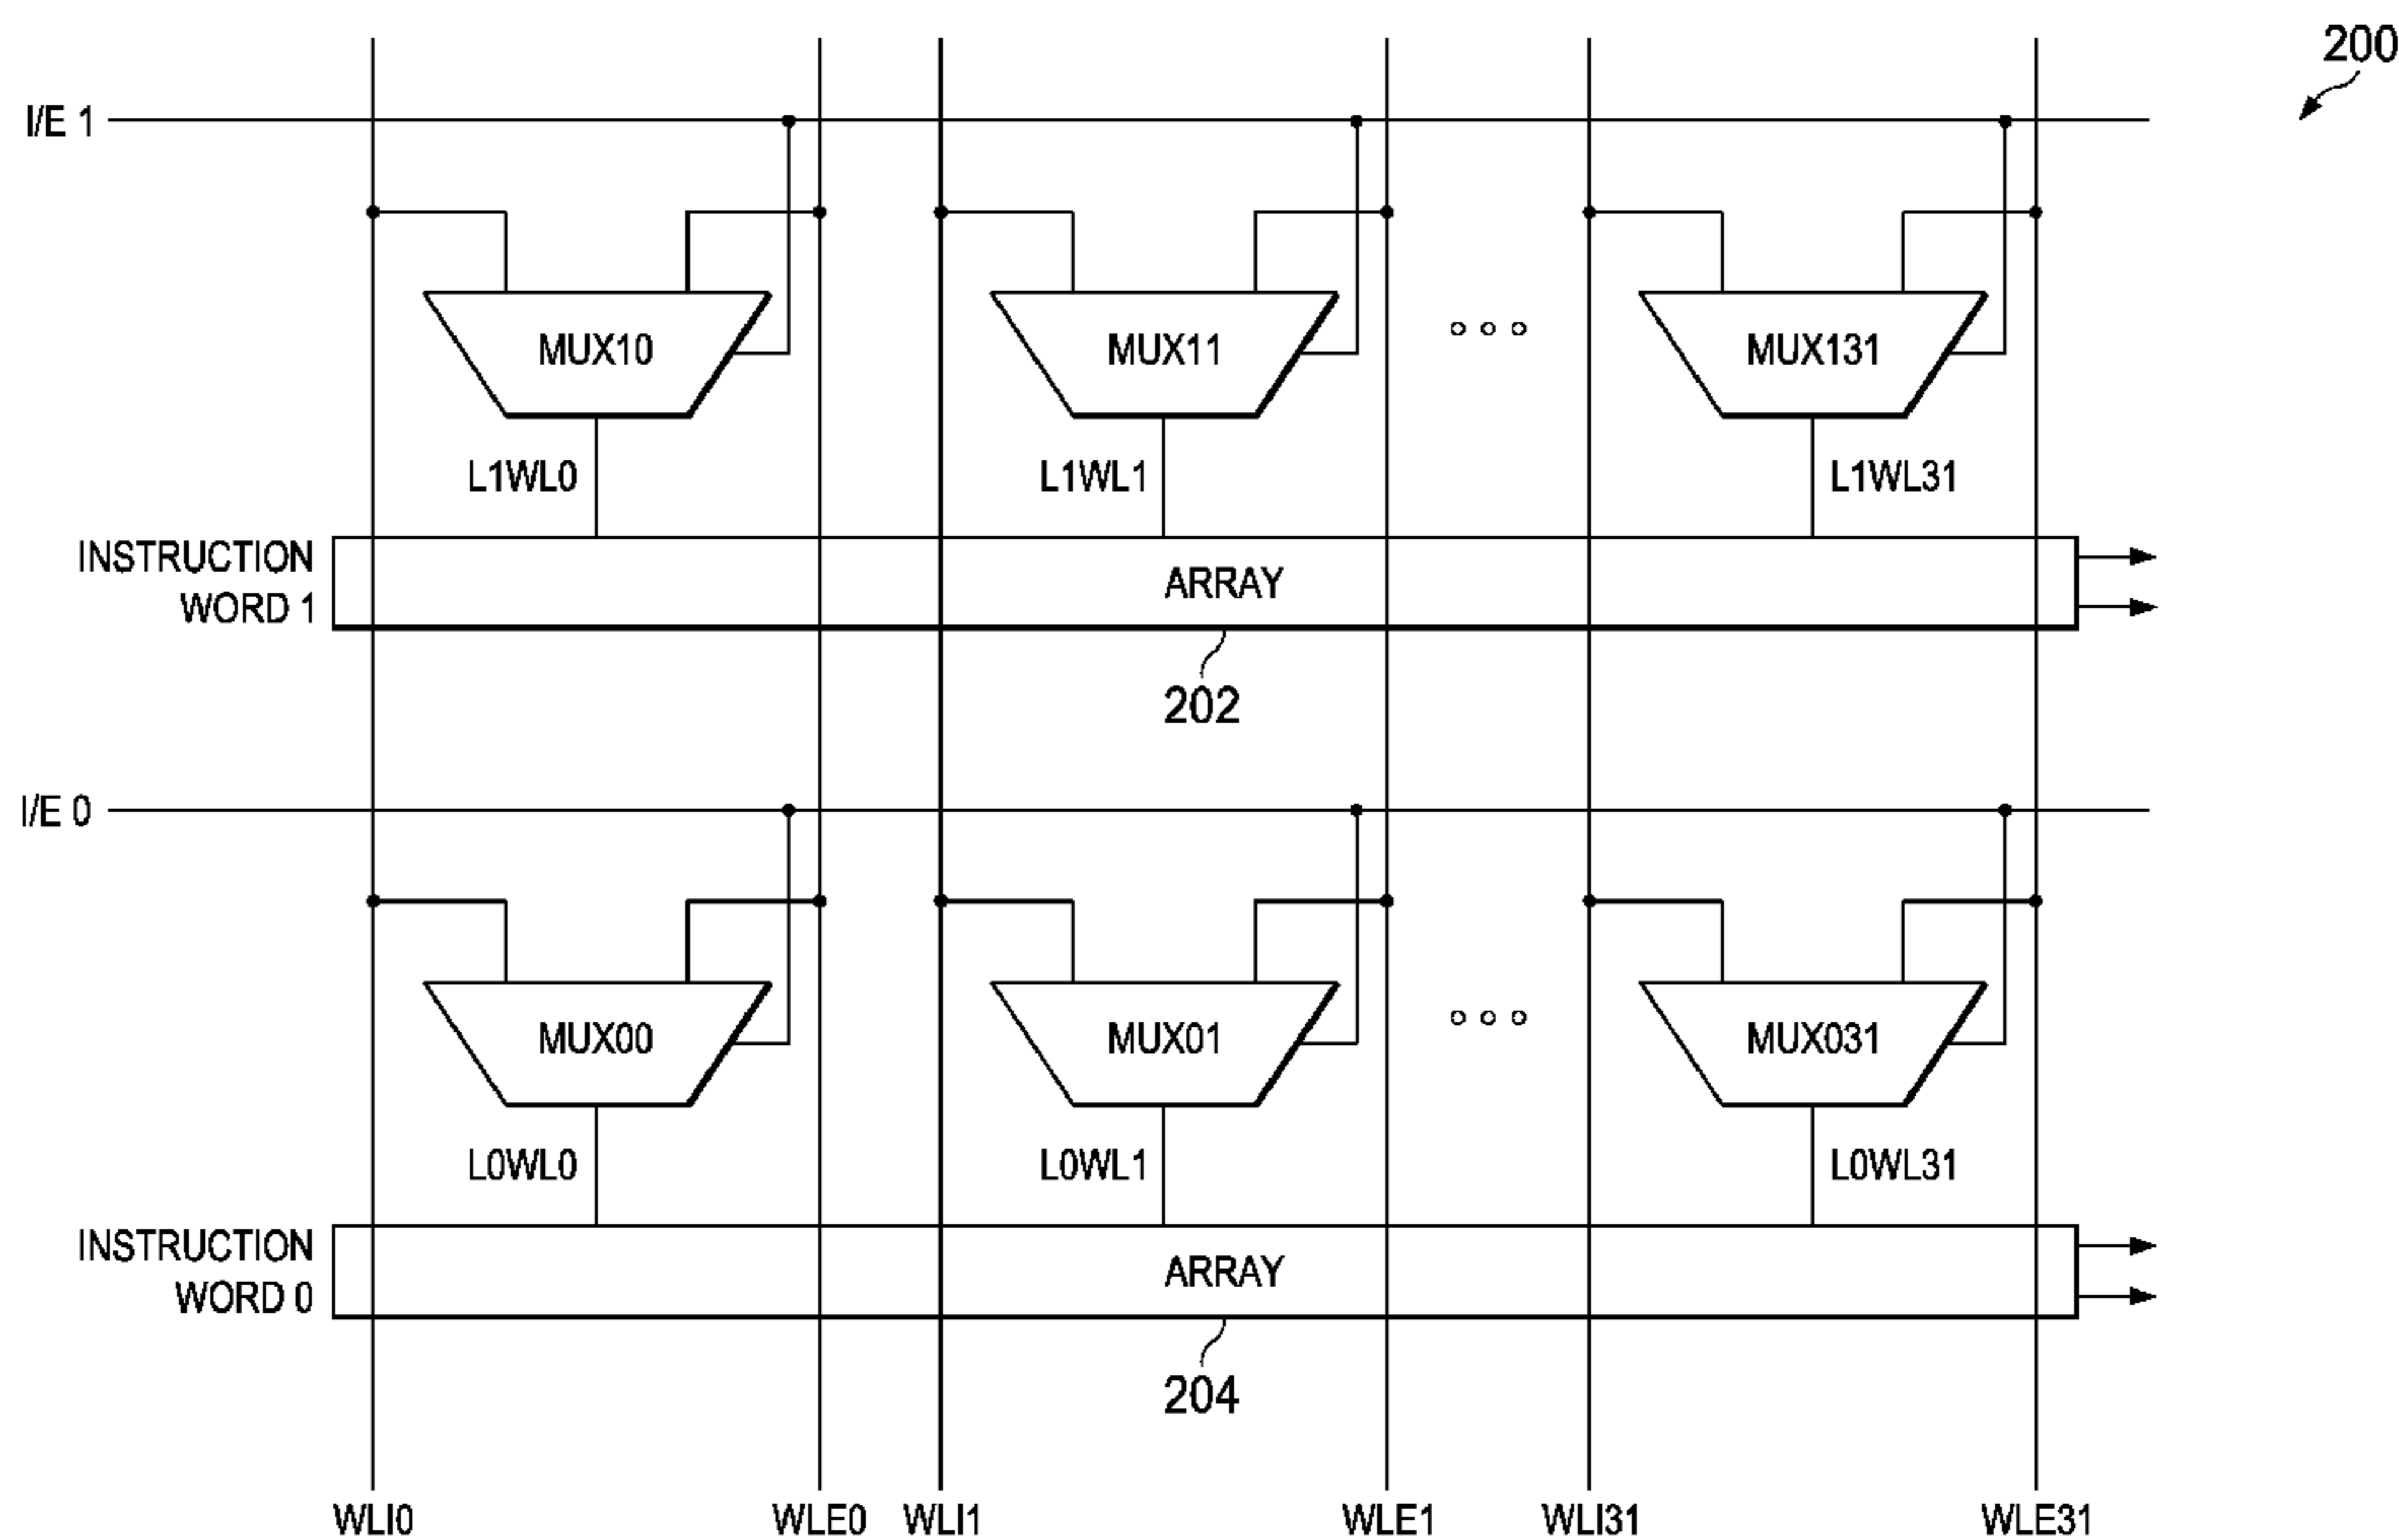 200
I/E 1
MUX10 MUX11 MUX131
L1WL0 L1WL1 L1WL31
INSTRUCTION
WORD 1
ARRAY
202
I/E 0
MUX00 MUX01 MUX031
L0WL0 L0WL1 L0WL31
INSTRUCTION
WORD 0
ARRAY
204
WLI0 WLE0 WLI1 WLE1 WLI31 WLE31